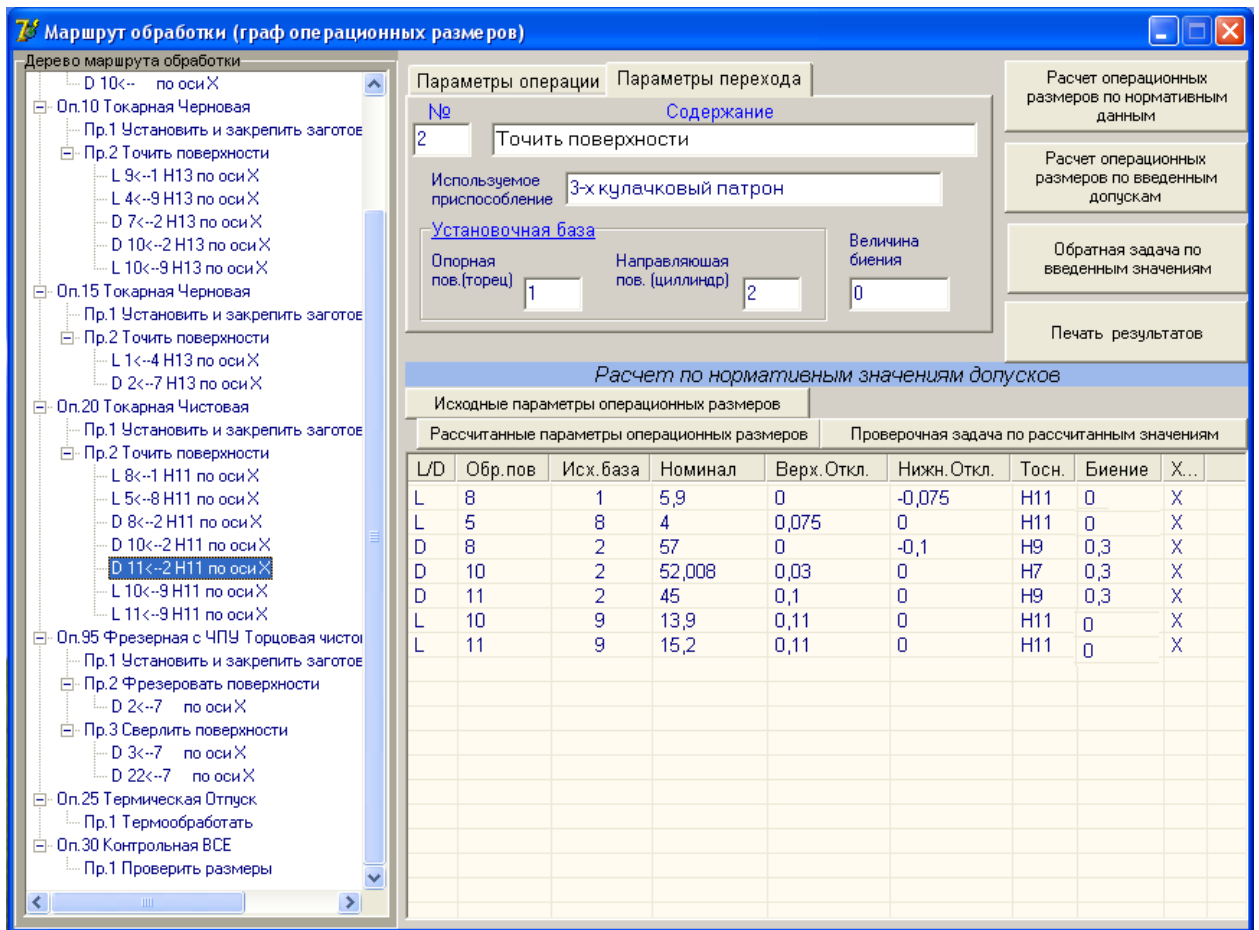 Маршрут обработки (граф операционных размеров)
Дерево маршрута обработки
D 10<-- по оси X
Оп.10 Токарная Черновая
Пр.1 Установить и закрепить заготов
Пр.2 Точить поверхности
L 9<--1 H13 по оси X
L 4<--9 H13 по оси X
D 7<--2 H13 по оси X
D 10<--2 H13 по оси X
L 10<--9 H13 по оси X
Оп.15 Токарная Черновая
Пр.1 Установить и закрепить заготов
Пр.2 Точить поверхности
L 1<--4 H13 по оси X
D 2<--7 H13 по оси X
Оп.20 Токарная Чистовая
Пр.1 Установить и закрепить заготов
Пр.2 Точить поверхности
L 8<--1 H11 по оси X
L 5<--8 H11 по оси X
D 8<--2 H11 по оси X
D 10<--2 H11 по оси X
D 11<--2 H11 по оси X
L 10<--9 H11 по оси X
L 11<--9 H11 по оси X
Оп.95 Фрезерная с ЧПУ Торцовая чистов
Пр.1 Установить и закрепить заготов
Пр.2 Фрезеровать поверхности
D 2<--7 по оси X
Пр.3 Сверлить поверхности
D 3<--7 по оси X
D 22<--7 по оси X
Оп.25 Термическая Отпуск
Пр.1 Термообработать
Оп.30 Контрольная ВСЕ
Пр.1 Проверить размеры
Параметры операции Параметры перехода
№ Содержание
2 Точить поверхности
Используемое
приспособление
3-х кулачковый патрон
Установочная база
Опорная
пов.(торец)
1
Направляюшая
пов. (циллиндр)
2
Величина
биения
0
Расчет операционных
размеров по нормативным
данным
Расчет операционных
размеров по введенным
допускам
Обратная задача по
введенным значениям
Печать результатов
Расчет по нормативным значениям допусков
Исходные параметры операционных размеров
Рассчитанные параметры операционных размеров Проверочная задача по рассчитанным значениям
L/D Обр.пов Исх.база Номинал Верх.Откл. Нижн.Откл. Тосн. Биение X...
L 8 1 5,9 0 -0,075 H11 0 X
L 5 8 4 0,075 0 H11 0 X
D 8 2 57 0 -0,1 H9 0,3 X
D 10 2 52,008 0,03 0 H7 0,3 X
D 11 2 45 0,1 0 H9 0,3 X
L 10 9 13,9 0,11 0 H11 0 X
L 11 9 15,2 0,11 0 H11 0 X